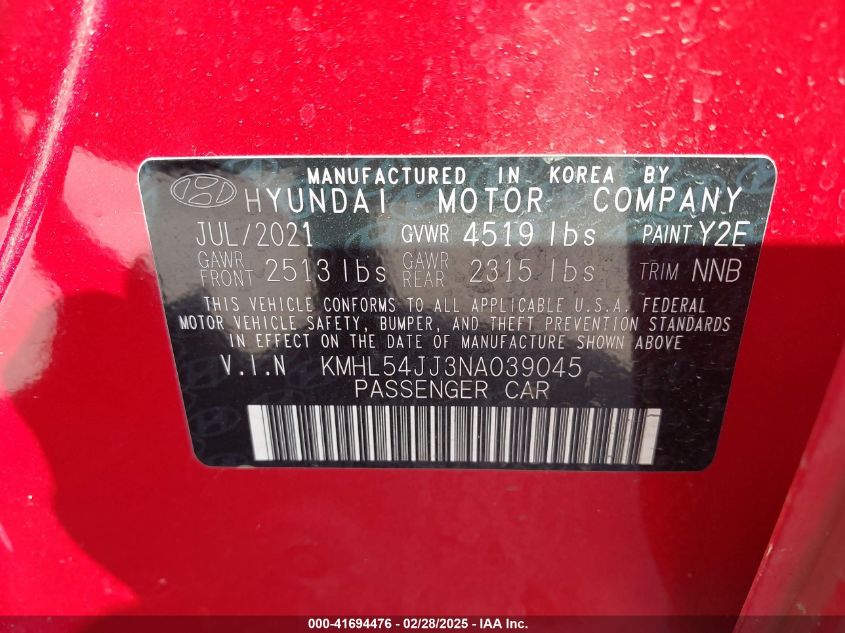 MANUFACTURED IN KOREA BY
HYUNDAI MOTOR COMPANY
JUL/2021 GVWR 4519 lbs PAINT Y2E
GAWR FRONT 2513 lbs GAWR REAR 2315 lbs TRIM NNB
THIS VEHICLE CONFORMS TO ALL APPLICABLE U.S.A. FEDERAL
MOTOR VEHICLE SAFETY, BUMPER, AND THEFT PREVENTION STANDARDS
IN EFFECT ON THE DATE OF MANUFACTURE SHOWN ABOVE
V.I.N KMHL54JJ3NA039045
PASSENGER CAR
000-41694476 - 02/28/2025 - IAA Inc.